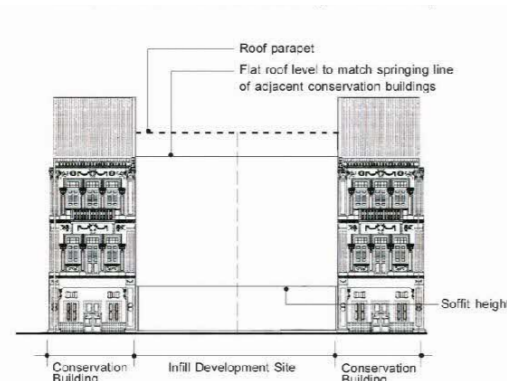 Roof parapet
Flat roof level to match springing line
of adjacent conservation buildings
Soffit height
Conservation
Building
Infill Development Site
Conservation
Building